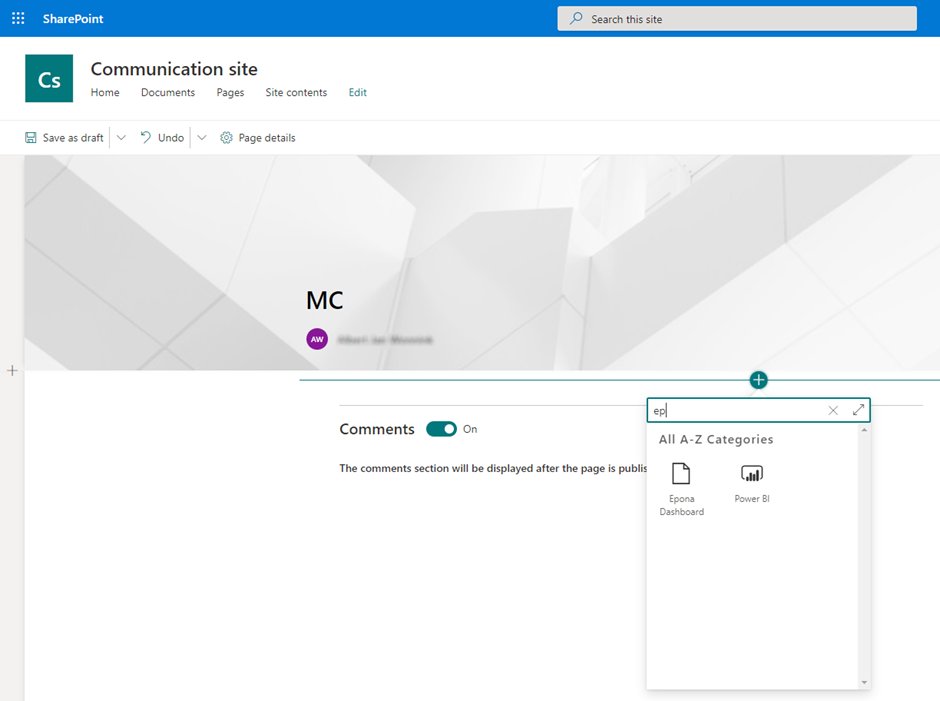 SharePoint
Search this site
Cs
Communication site
Home Documents Pages Site contents Edit
Save as draft Undo Page details
MC
AW
ep
Comments On
All A-Z Categories
The comments section will be displayed after the page is publis
Epona Power BI
Dashboard